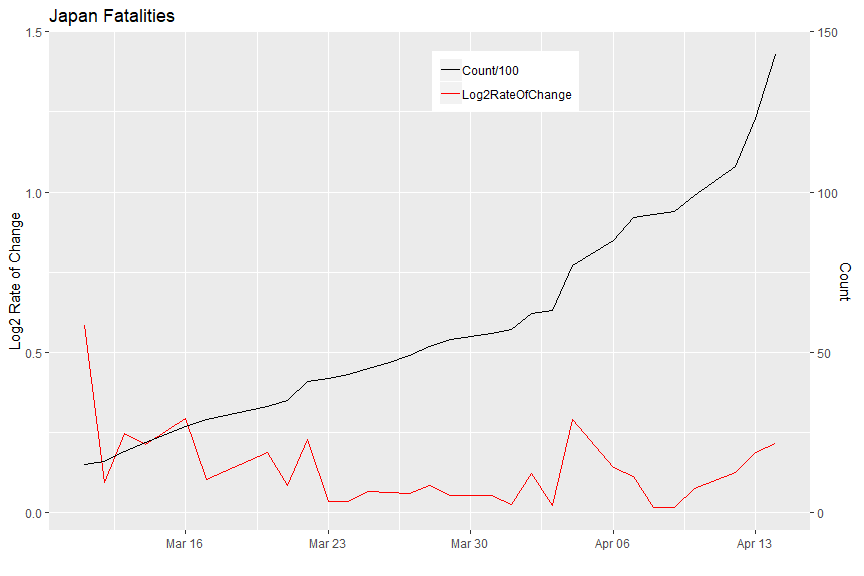 Japan Fatalities
1.5
1.0
0.5
0.0
Log2 Rate of Change
Count/100
Log2RateOfChange
150
100
50
0
Count
Mar 16
Mar 23
Mar 30
Apr 06
Apr 13